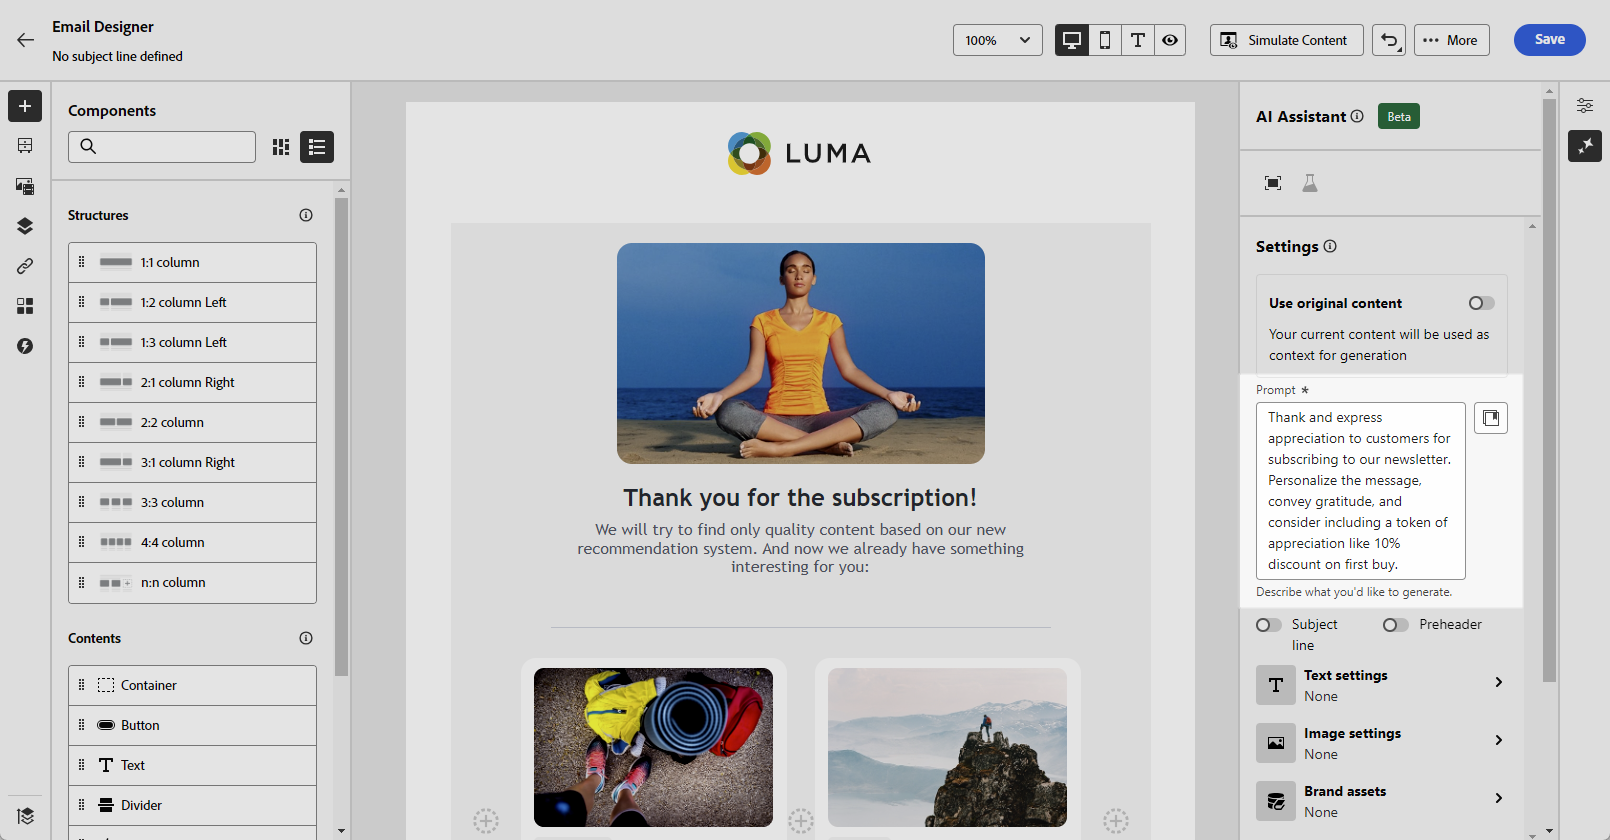 Email Designer
No subject line defined
100%
Simulate Content
More
Save
Components
Structures
1:1 column
1:2 column Left
1:3 column Left
2:1 column Right
2:2 column
3:1 column Right
3:3 column
4:4 column
n:n column
Contents
Container
Button
Text
Divider
LUMA
Thank you for the subscription!
We will try to find only quality content based on our new
recommendation system. And now we already have something
interesting for you:
AI Assistant
Beta
Settings
Use original content
Your current content will be used as
context for generation
Prompt *
Thank and express
appreciation to customers for
subscribing to our newsletter.
Personalize the message,
convey gratitude, and
consider including a token of
appreciation like 10%
discount on first buy.
Describe what you'd like to generate.
Subject
line
Preheader
Text settings
None
Image settings
None
Brand assets
None